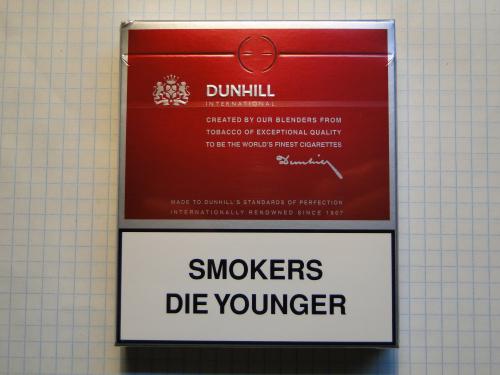 DUNHILL
INTERNATIONAL
CREATED BY OUR BLENDERS FROM
TOBACCO OF EXCEPTIONAL QUALITY
TO BE THE WORLD'S FINEST CIGARETTES
Dunhill
MADE TO DUNHILL'S STANDARDS OF PERFECTION
INTERNATIONALLY RENOWNED SINCE 1907
SMOKERS
DIE YOUNGER